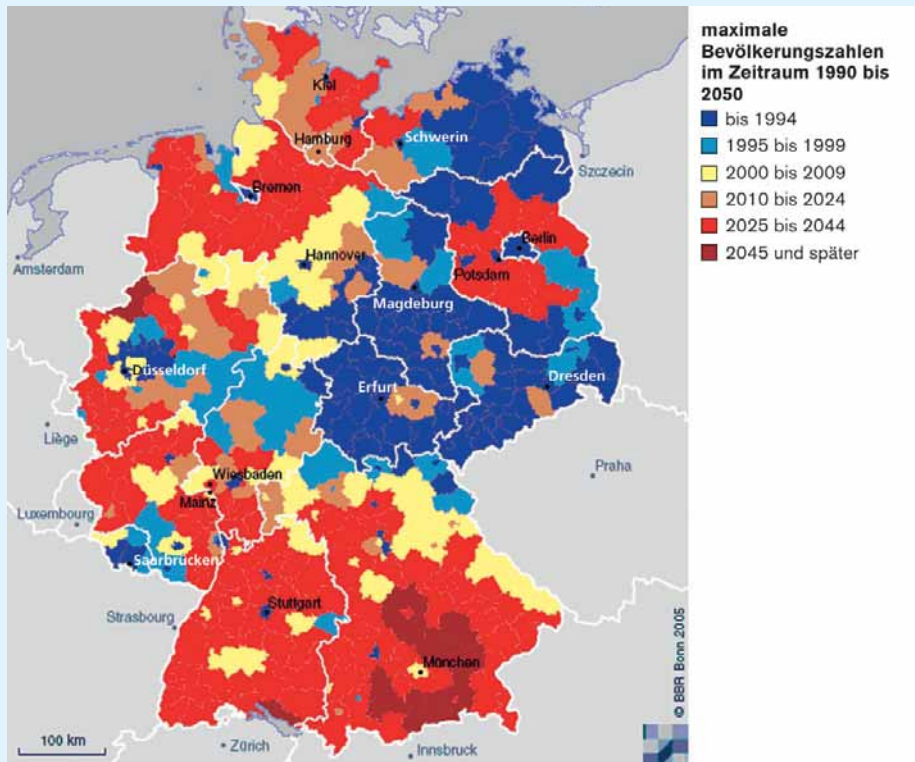 maximale
Bevölkerungszahlen
im Zeitraum 1990 bis
2050
bis 1994
1995 bis 1999
2000 bis 2009
2010 bis 2024
2025 bis 2044
2045 und später
Kiel
Hamburg
Schwerin
Szczecin
Bremen
Berlin
Amsterdam
Hannover
Potsdam
Magdeburg
Düsseldorf
Erfurt
Dresden
Liège
Praha
Wiesbaden
Mainz
Luxembourg
Saarbrücken
Stuttgart
Strasbourg
München
Zürich
Innsbruck
100 km
© BBR Bonn 2005